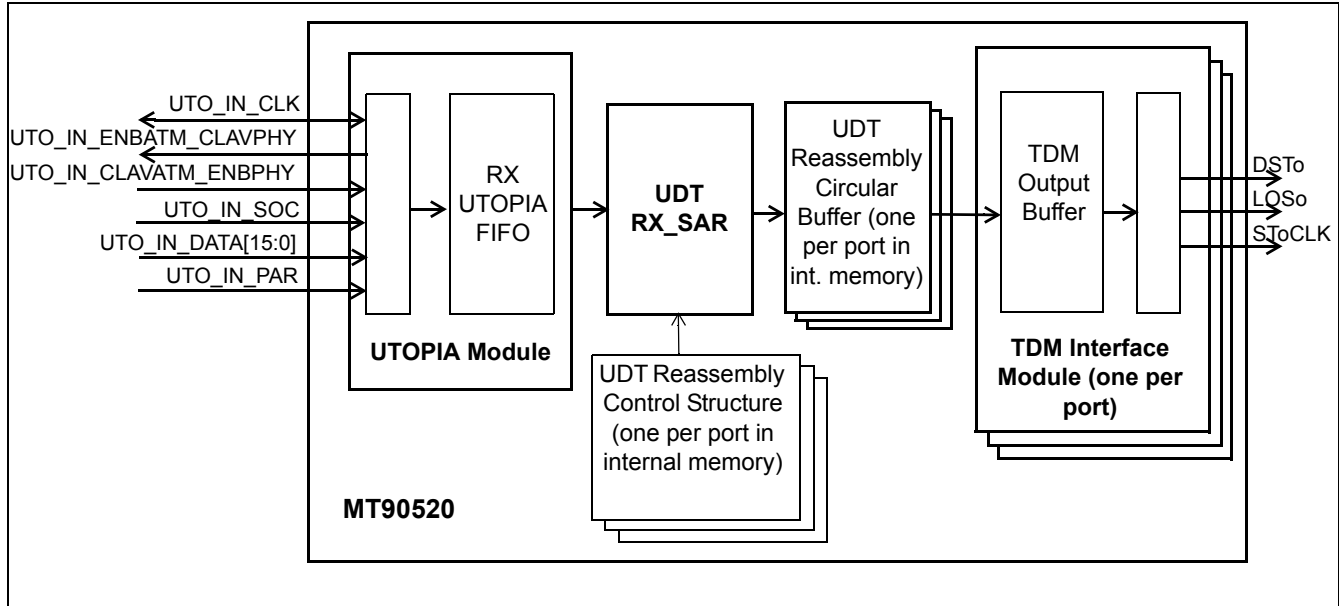 UTO_IN_CLK
UTO_IN_ENBATM_CLAVPHY
UTO_IN_CLAVATM_ENBPHY
UTO_IN_SOC
UTO_IN_DATA[15:0]
UTO_IN_PAR
RX
UTOPIA
FIFO
UTOPIA Module
UDT
RX_SAR
UDT
Reassembly
Circular
Buffer (one
per port in
int. memory)
UDT Reassembly
Control Structure
(one per port in
internal memory)
TDM
Output
Buffer
TDM Interface
Module (one per
port)
DSTo
LOSo
SToCLK
MT90520